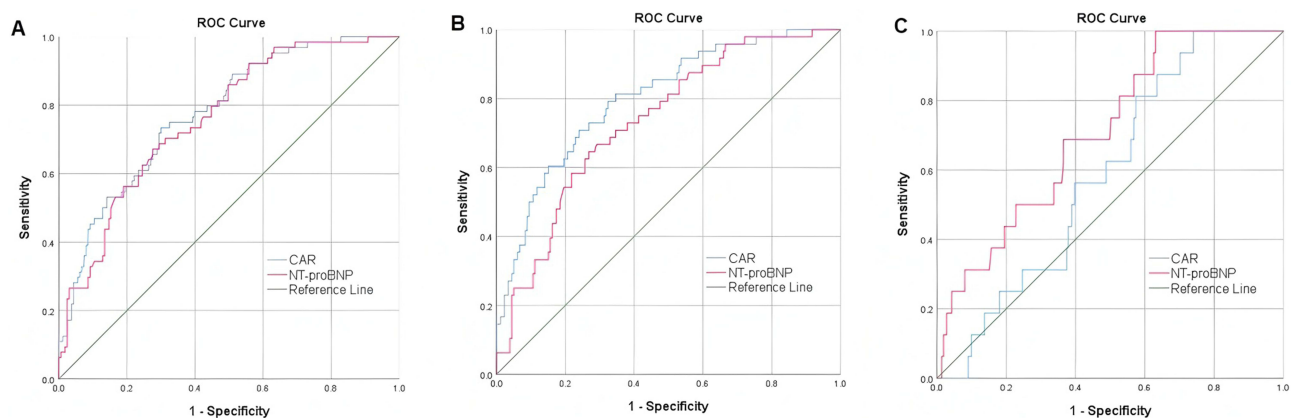 A
ROC Curve
Sensitivity
1.0
0.8
0.6
0.4
0.2
0.0
CAR
NT-proBNP
Reference Line
0.0 0.2 0.4 0.6 0.8 1.0
1 - Specificity
B
ROC Curve
Sensitivity
1.0
0.8
0.6
0.4
0.2
0.0
CAR
NT-proBNP
Reference Line
0.0 0.2 0.4 0.6 0.8 1.0
1 - Specificity
C
ROC Curve
Sensitivity
1.0
0.8
0.6
0.4
0.2
0.0
CAR
NT-proBNP
Reference Line
0.0 0.2 0.4 0.6 0.8 1.0
1 - Specificity